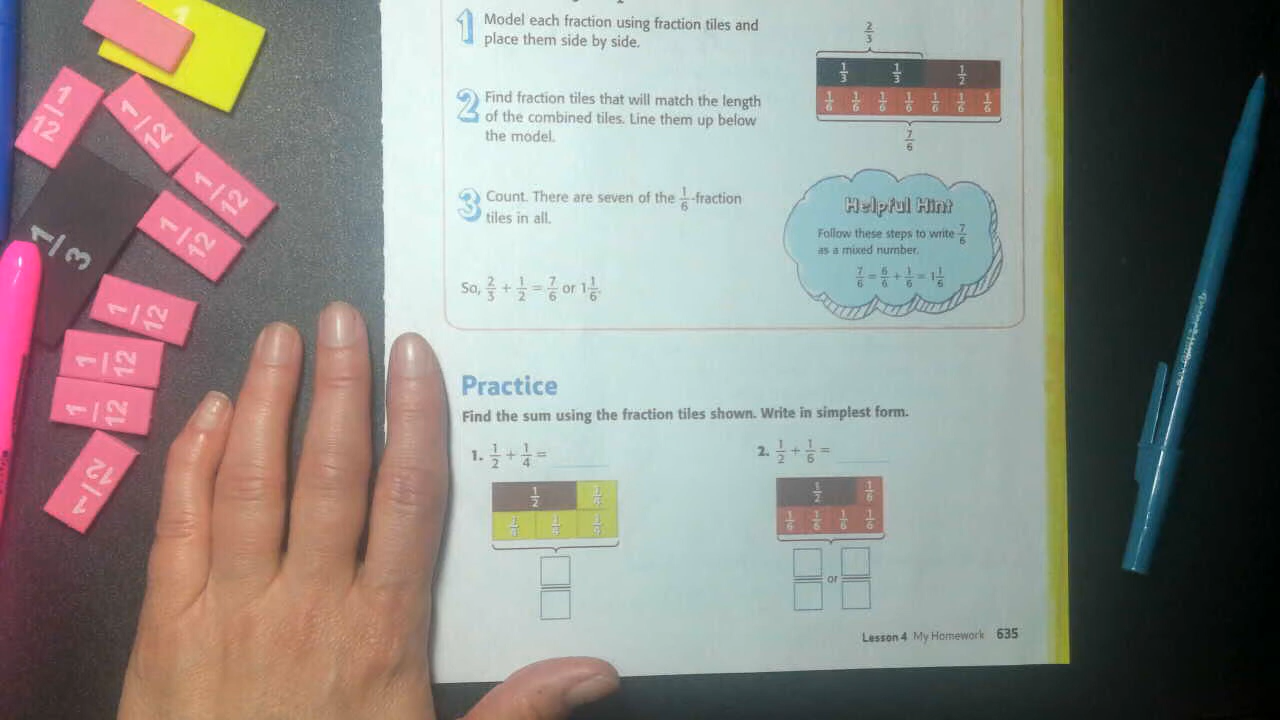 1 Model each fraction using fraction tiles and
place them side by side.
2/3
1/3 1/3 1/2
1/6 1/6 1/6 1/6 1/6 1/6 1/6
7/6
2 Find fraction tiles that will match the length
of the combined tiles. Line them up below
the model.
3 Count. There are seven of the 1/6-fraction
tiles in all.
So, 2/3 + 1/2 = 7/6 or 1 1/6.
Helpful Hint
Follow these steps to write 7/6
as a mixed number.
7/6 = 6/6 + 1/6 = 1 1/6
Practice
Find the sum using the fraction tiles shown. Write in simplest form.
1. 1/2 + 1/4 =
1/2 1/4
1/4 1/4 1/4
2. 1/2 + 1/6 =
1/2 1/6
1/6 1/6 1/6 1/6
or
Lesson 4 My Homework 635
1/12
1/12
1/12
1/12
1/3
1/12
1/12
1/12
1/12